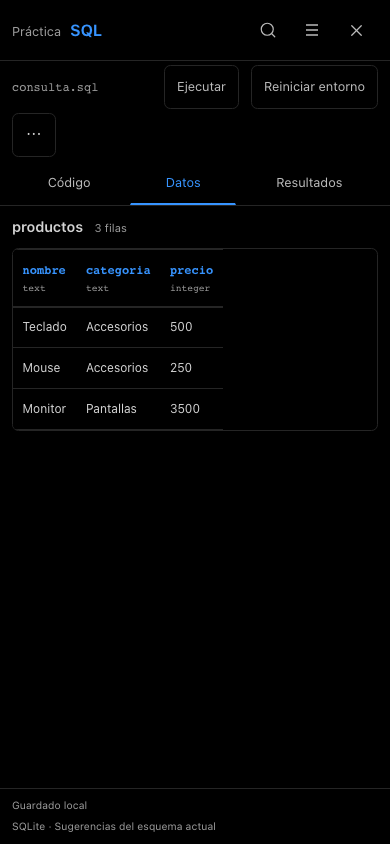 Práctica SQL
consulta.sql Ejecutar Reiniciar entorno
...
Código Datos Resultados
productos 3 filas
nombre categoria precio
text text integer
Teclado Accesorios 500
Mouse Accesorios 250
Monitor Pantallas 3500
Guardado local
SQLite · Sugerencias del esquema actual